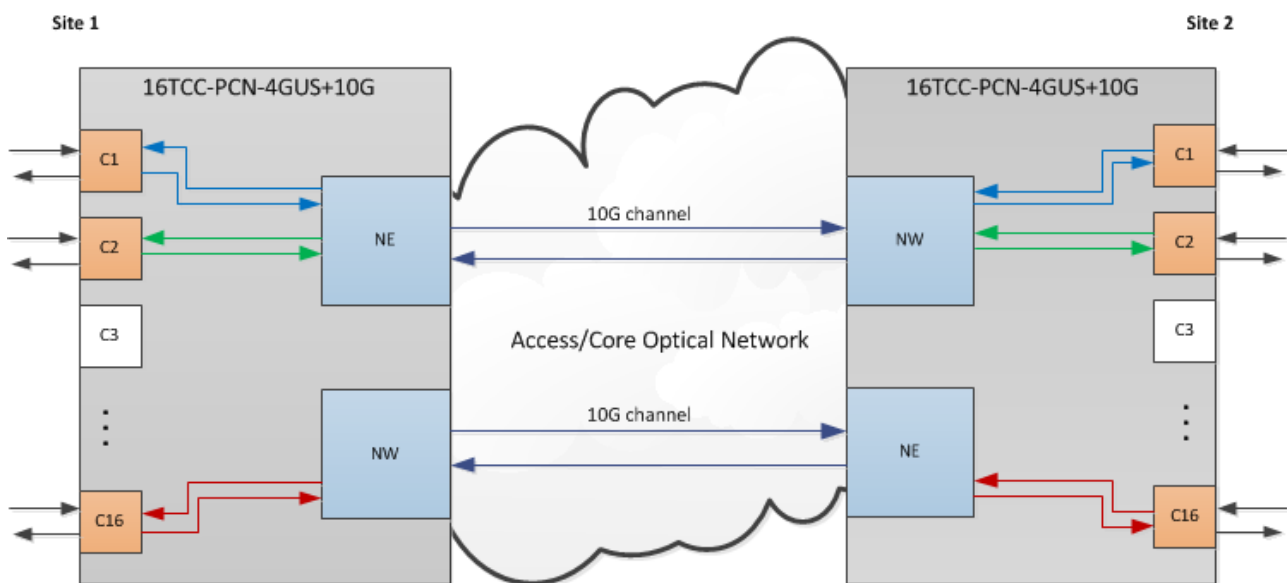 Site 1
Site 2
16TCC-PCN-4GUS+10G
16TCC-PCN-4GUS+10G
C1
C1
10G channel
C2
NE
NW
C2
C3
Access/Core Optical Network
C3
10G channel
NW
NE
C16
C16